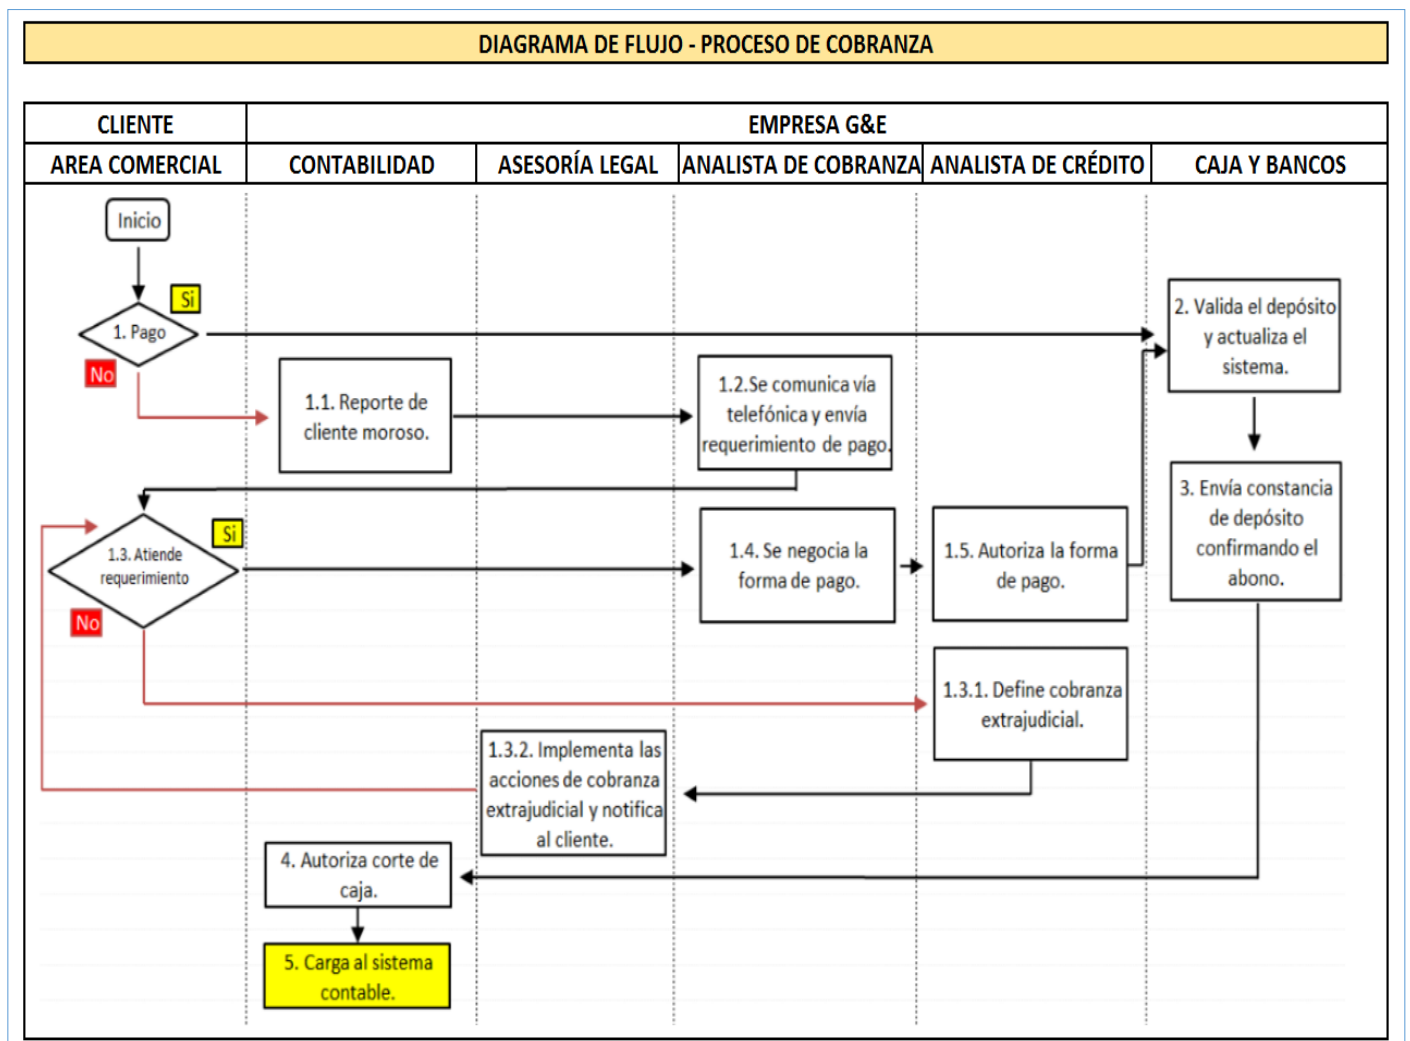 DIAGRAMA DE FLUJO - PROCESO DE COBRANZA
CLIENTE
EMPRESA G&E
AREA COMERCIAL
CONTABILIDAD
ASESORÍA LEGAL
ANALISTA DE COBRANZA
ANALISTA DE CRÉDITO
CAJA Y BANCOS
Inicio
Si
1. Pago
No
2. Valida el depósito
y actualiza el
sistema.
1.1. Reporte de
cliente moroso.
1.2.Se comunica vía
telefónica y envía
requerimiento de pago.
3. Envía constancia
de depósito
confirmando el
abono.
Si
1.3. Atiende
requerimiento
No
1.4. Se negocia la
forma de pago.
1.5. Autoriza la forma
de pago.
1.3.1. Define cobranza
extrajudicial.
1.3.2. Implementa las
acciones de cobranza
extrajudicial y notifica
al cliente.
4. Autoriza corte de
caja.
5. Carga al sistema
contable.